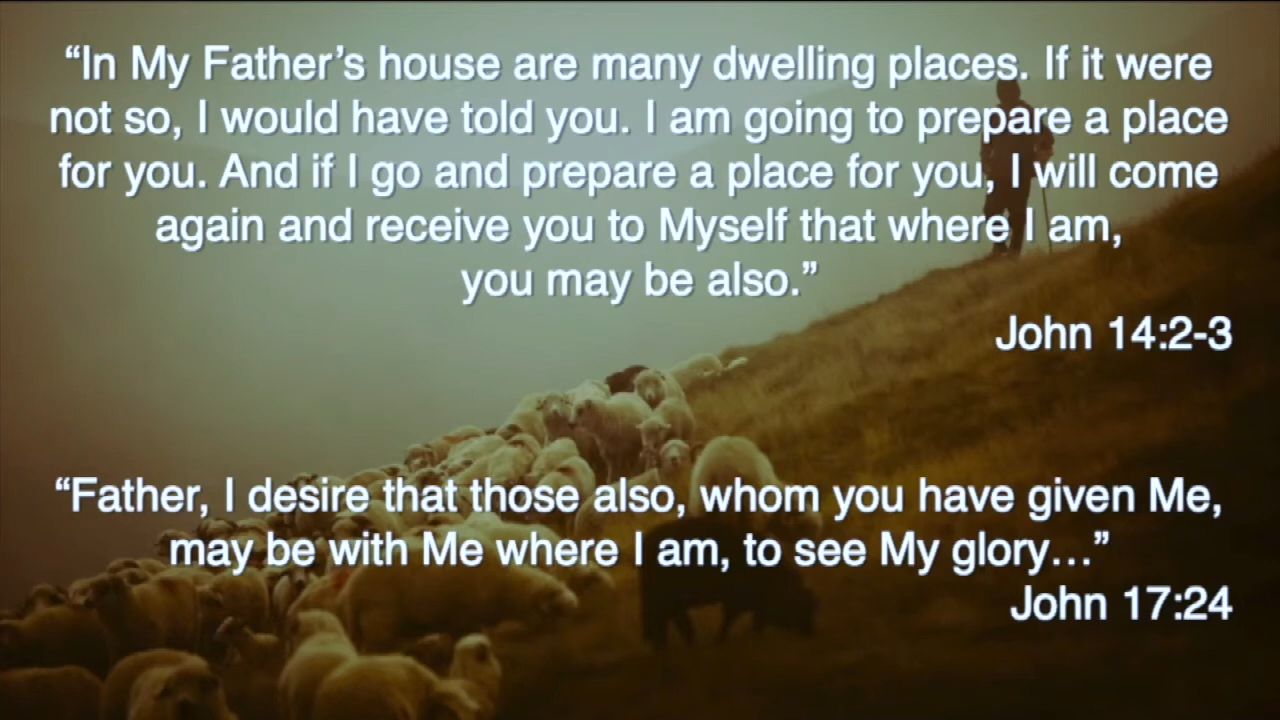 “In My Father’s house are many dwelling places. If it were
not so, I would have told you. I am going to prepare a place
for you. And if I go and prepare a place for you, I will come
again and receive you to Myself that where I am,
you may be also.”
John 14:2-3
“Father, I desire that those also, whom you have given Me,
may be with Me where I am, to see My glory…”
John 17:24